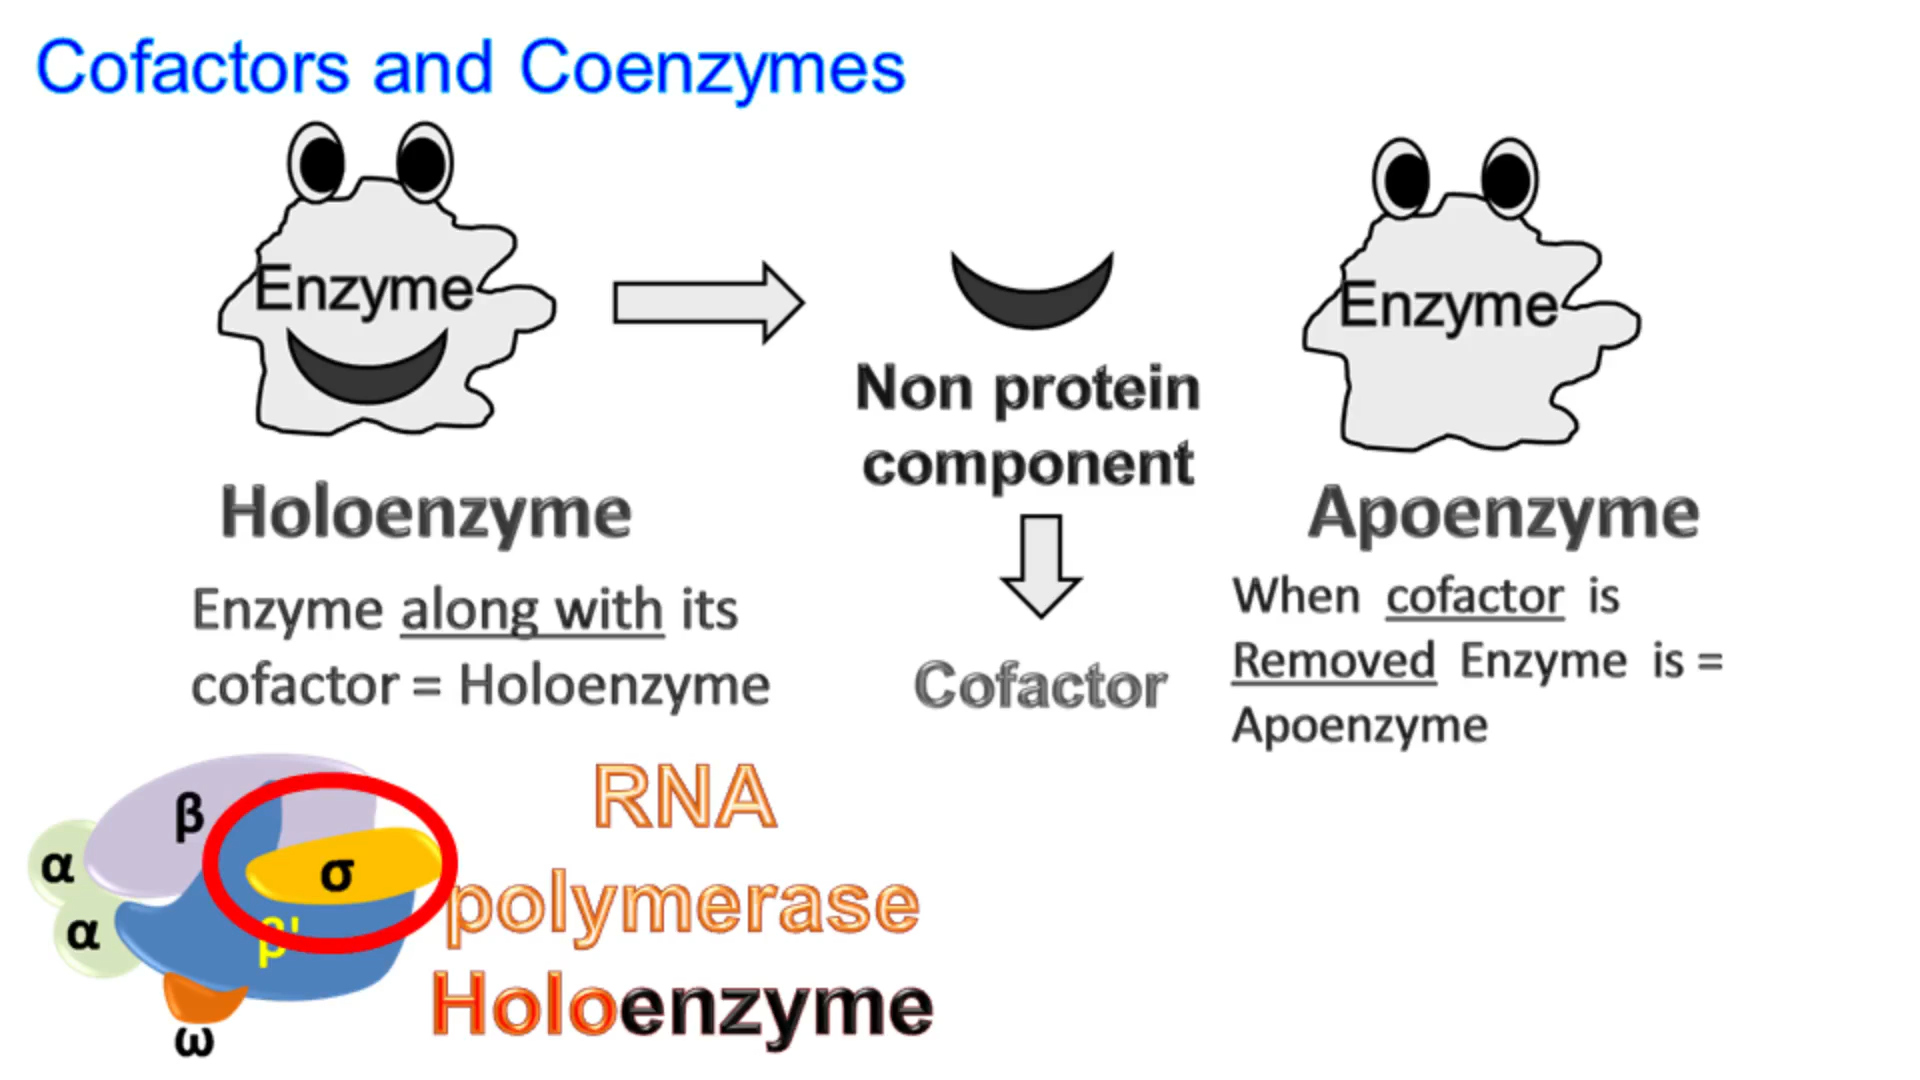 Cofactors and Coenzymes
Enzyme
Holoenzyme
Enzyme along with its
cofactor = Holoenzyme
Non protein
component
Cofactor
Enzyme
Apoenzyme
When cofactor is
Removed Enzyme is =
Apoenzyme
β
α
σ
α
β'
ω
RNA
polymerase
Holoenzyme